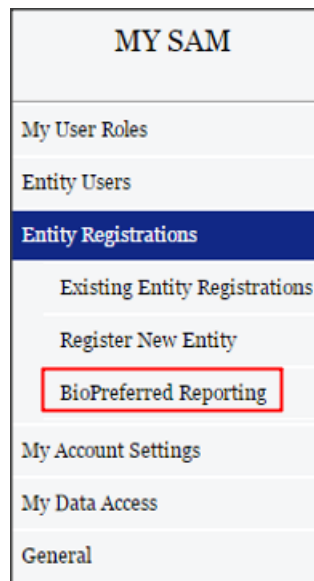 MY SAM
My User Roles
Entity Users
Entity Registrations
Existing Entity Registrations
Register New Entity
BioPreferred Reporting
My Account Settings
My Data Access
General